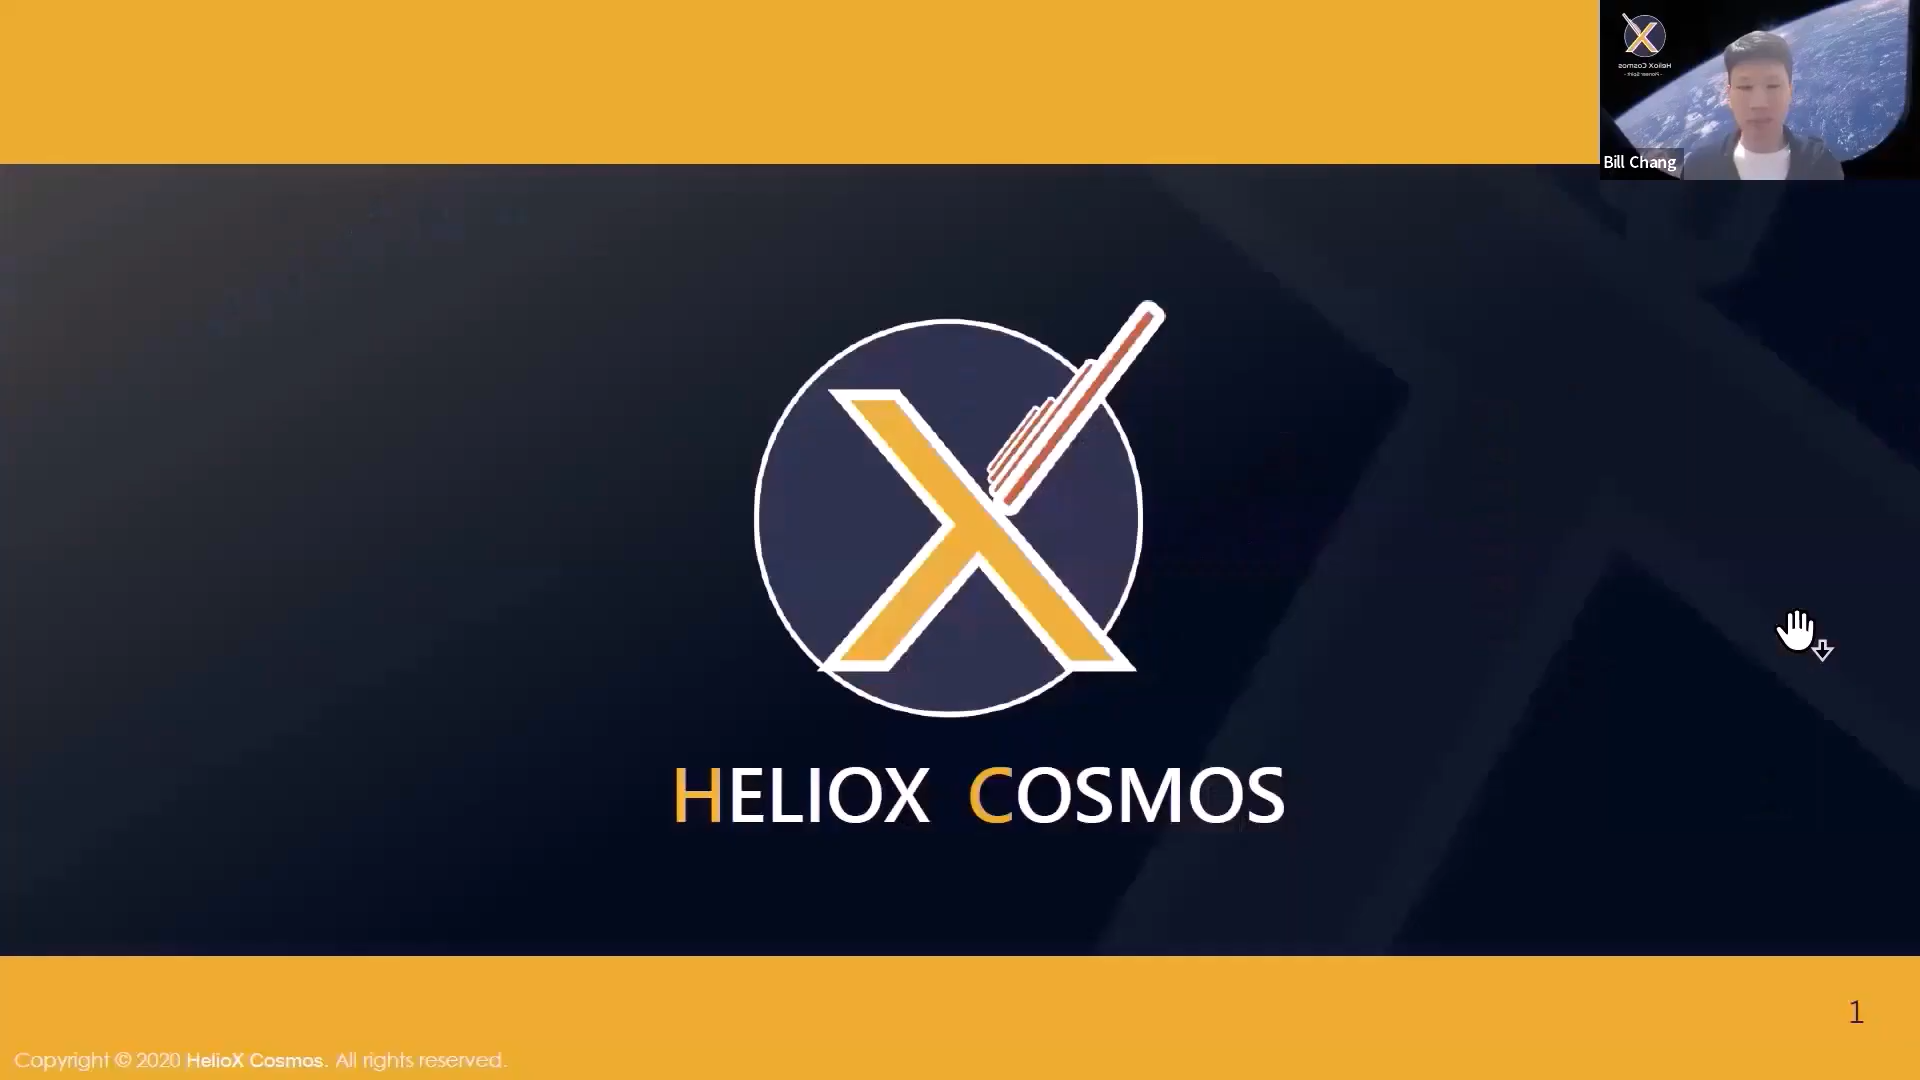 Bill Chang
HELIOX COSMOS
1
Copyright © 2020 HelioX Cosmos. All rights reserved.